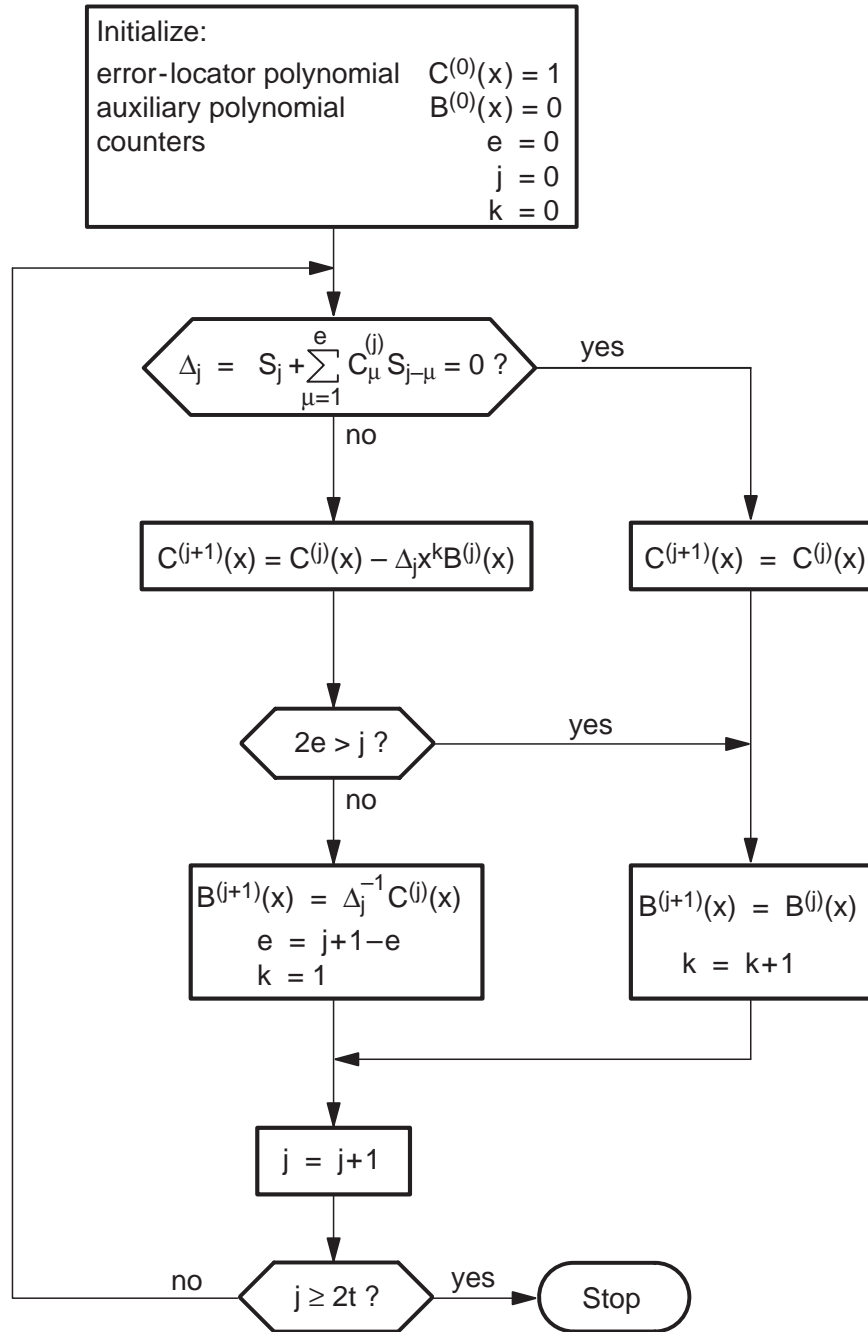 Initialize:
error-locator polynomial C⁽⁰⁾(x) = 1
auxiliary polynomial B⁽⁰⁾(x) = 0
counters e = 0
j = 0
k = 0
Δ_j = S_j + ∑_{μ=1}^{e} C_μ^{(j)} S_{j–μ} = 0 ?
yes
no
C^{(j+1)}(x) = C^{(j)}(x) – Δ_j x^k B^{(j)}(x)
C^{(j+1)}(x) = C^{(j)}(x)
2e > j ?
yes
no
B^{(j+1)}(x) = Δ_j^{–1} C^{(j)}(x)
e = j+1–e
k = 1
B^{(j+1)}(x) = B^{(j)}(x)
k = k+1
j = j+1
no
j ≥ 2t ?
yes
Stop